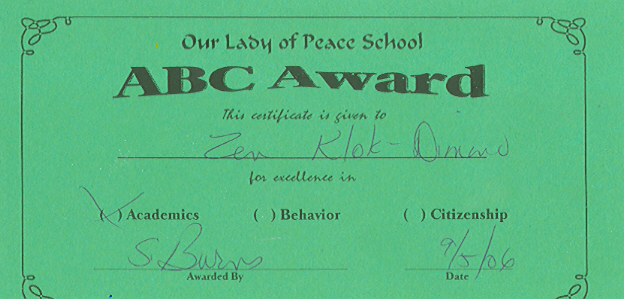 Our Lady of Peace School
ABC Award
This certificate is given to
Zen Klok-Dimond
for excellence in
(✓) Academics ( ) Behavior ( ) Citizenship
S Burns 9/5/06
Awarded By Date